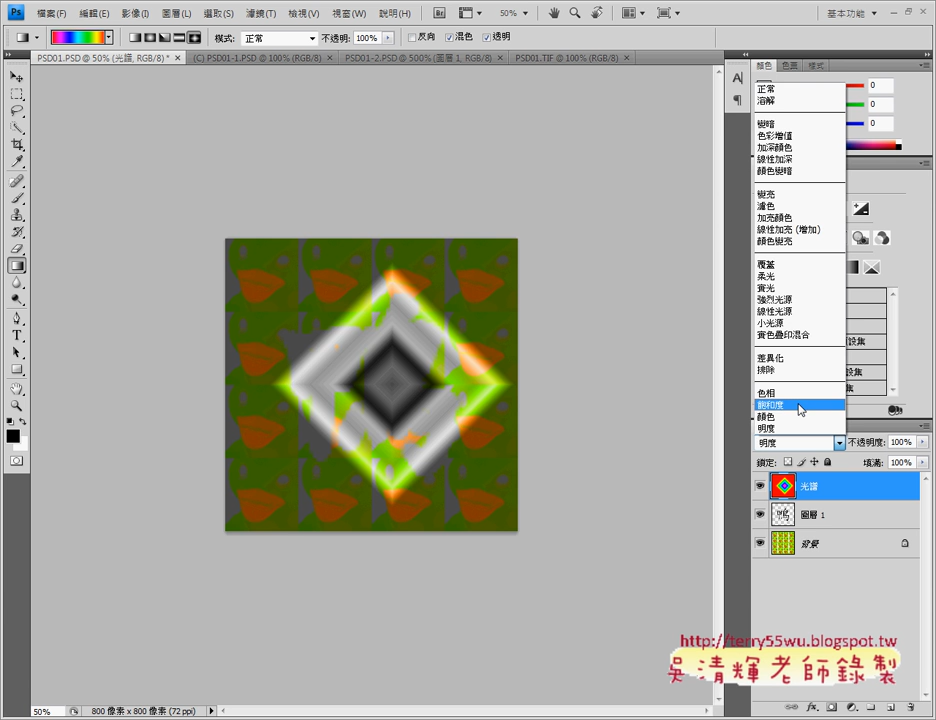 Ps 檔案(F) 編輯(E) 影像(I) 圖層(L) 選取(S) 濾鏡(T) 檢視(V) 視窗(W) 說明(H) Br 50% 基本功能
模式: 正常 不透明: 100% 反向 混色 透明
PSD01.PSD @ 50% (光譜, RGB/8) * (C) PSD01-1.PSD @ 100% (RGB/8) PSD01-2.PSD @ 500% (圖層 1, RGB/8) PSD01.TIF @ 100% (RGB/8)
顏色 色票 樣式
0
0
0
正常
溶解
變暗
色彩增值
加深顏色
線性加深
顏色變暗
變亮
濾色
加亮顏色
線性加亮 (增加)
顏色變亮
覆蓋
柔光
實光
強烈光源
線性光源
小光源
實色疊印混合
差異化
排除
色相
飽和度
顏色
明度
明度 不透明度: 100%
鎖定: 填滿: 100%
光譜
圖層 1
背景
http://terry55wu.blogspot.tw
吳清輝老師錄製
50% 800 像素 x 800 像素 (72 ppi)